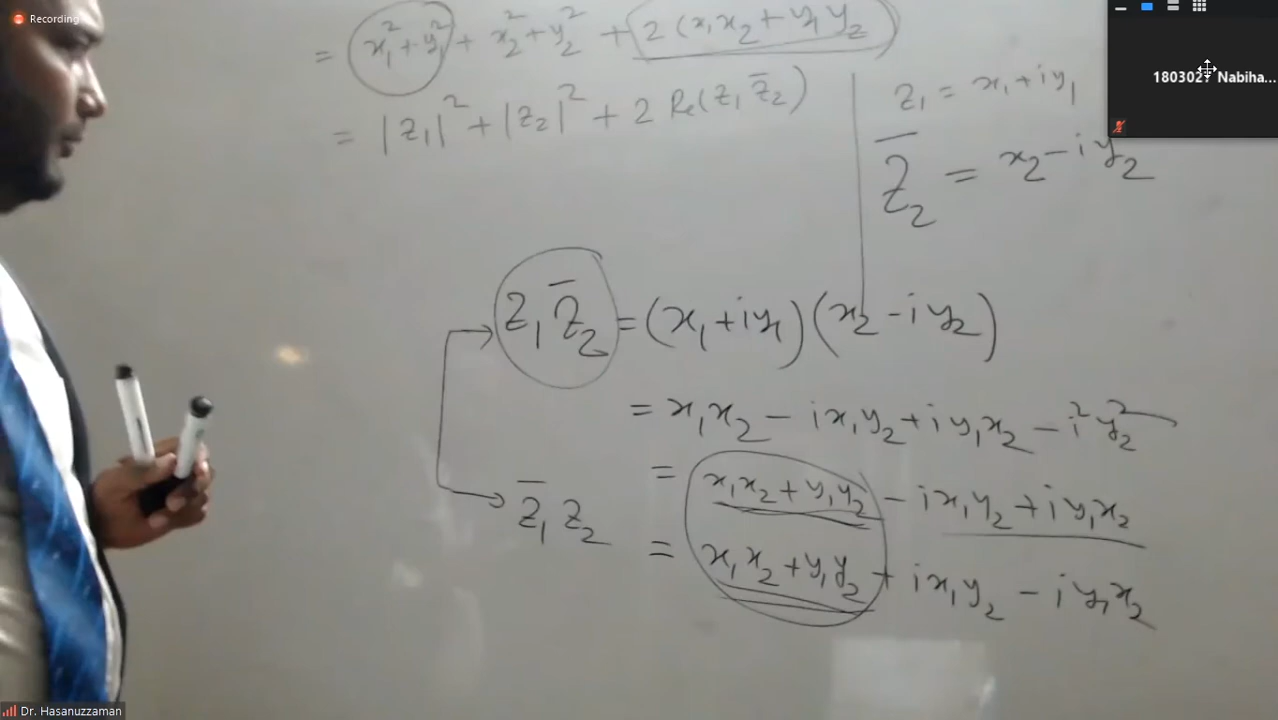 Recording
= x₁² + y₁² + x₂² + y₂² + 2 (x₁x₂ + y₁y₂)
= |z₁|² + |z₂|² + 2 Re(z₁z̅₂)
z₁ = x₁ + iy₁
z̅₂ = x₂ - iy₂
1803027 Nabiha...
z₁z̅₂ = (x₁ + iy₁)(x₂ - iy₂)
= x₁x₂ - ix₁y₂ + iy₁x₂ - i²y₂²
= x₁x₂ + y₁y₂ - ix₁y₂ + iy₁x₂
z̅₁z₂ = x₁x₂ + y₁y₂ + ix₁y₂ - iy₁x₂
Dr. Hasanuzzaman